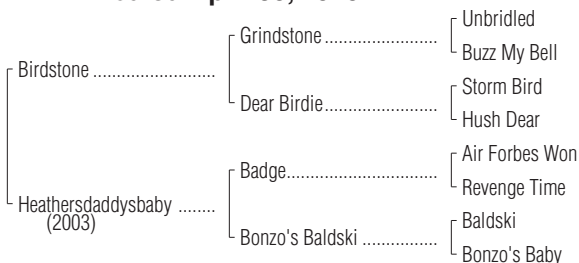 Unbridled
Grindstone ........................
Buzz My Bell
Birdstone ..........................
Storm Bird
Dear Birdie........................
Hush Dear
Air Forbes Won
Badge................................
Revenge Time
Heathersdaddysbaby ........
(2003)
Baldski
Bonzo's Baldski ................
Bonzo's Baby